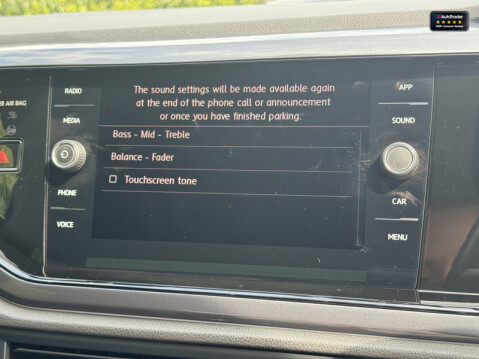 AutoTrader
RADIO
MEDIA
PHONE
VOICE
ER AIR BAG
The sound settings will be made available again
at the end of the phone call or announcement
or once you have finished parking.
Bass - Mid - Treble
Balance - Fader
Touchscreen tone
APP
SOUND
CAR
MENU